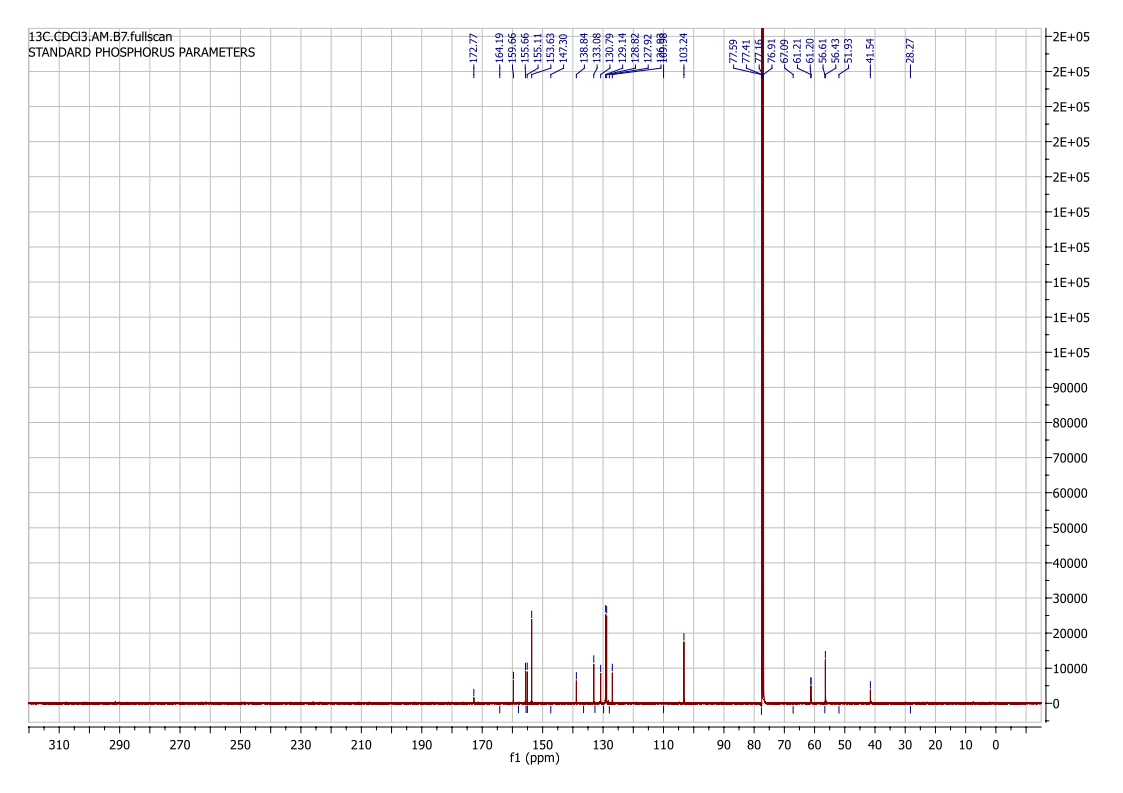 13C.CDCl3.AM.B7.fullscan
STANDARD PHOSPHORUS PARAMETERS
172.77
164.19
159.66
155.66
155.11
153.63
147.30
138.84
133.08
130.79
129.14
128.82
127.92
103.24
77.59
77.41
77.16
76.91
67.09
61.21
61.20
56.61
56.43
51.93
41.54
28.27
2E+05
2E+05
2E+05
2E+05
2E+05
1E+05
1E+05
1E+05
1E+05
1E+05
90000
80000
70000
60000
50000
40000
30000
20000
10000
0
310 290 270 250 230 210 190 170 150 130 110 90 80 70 60 50 40 30 20 10 0
f1 (ppm)